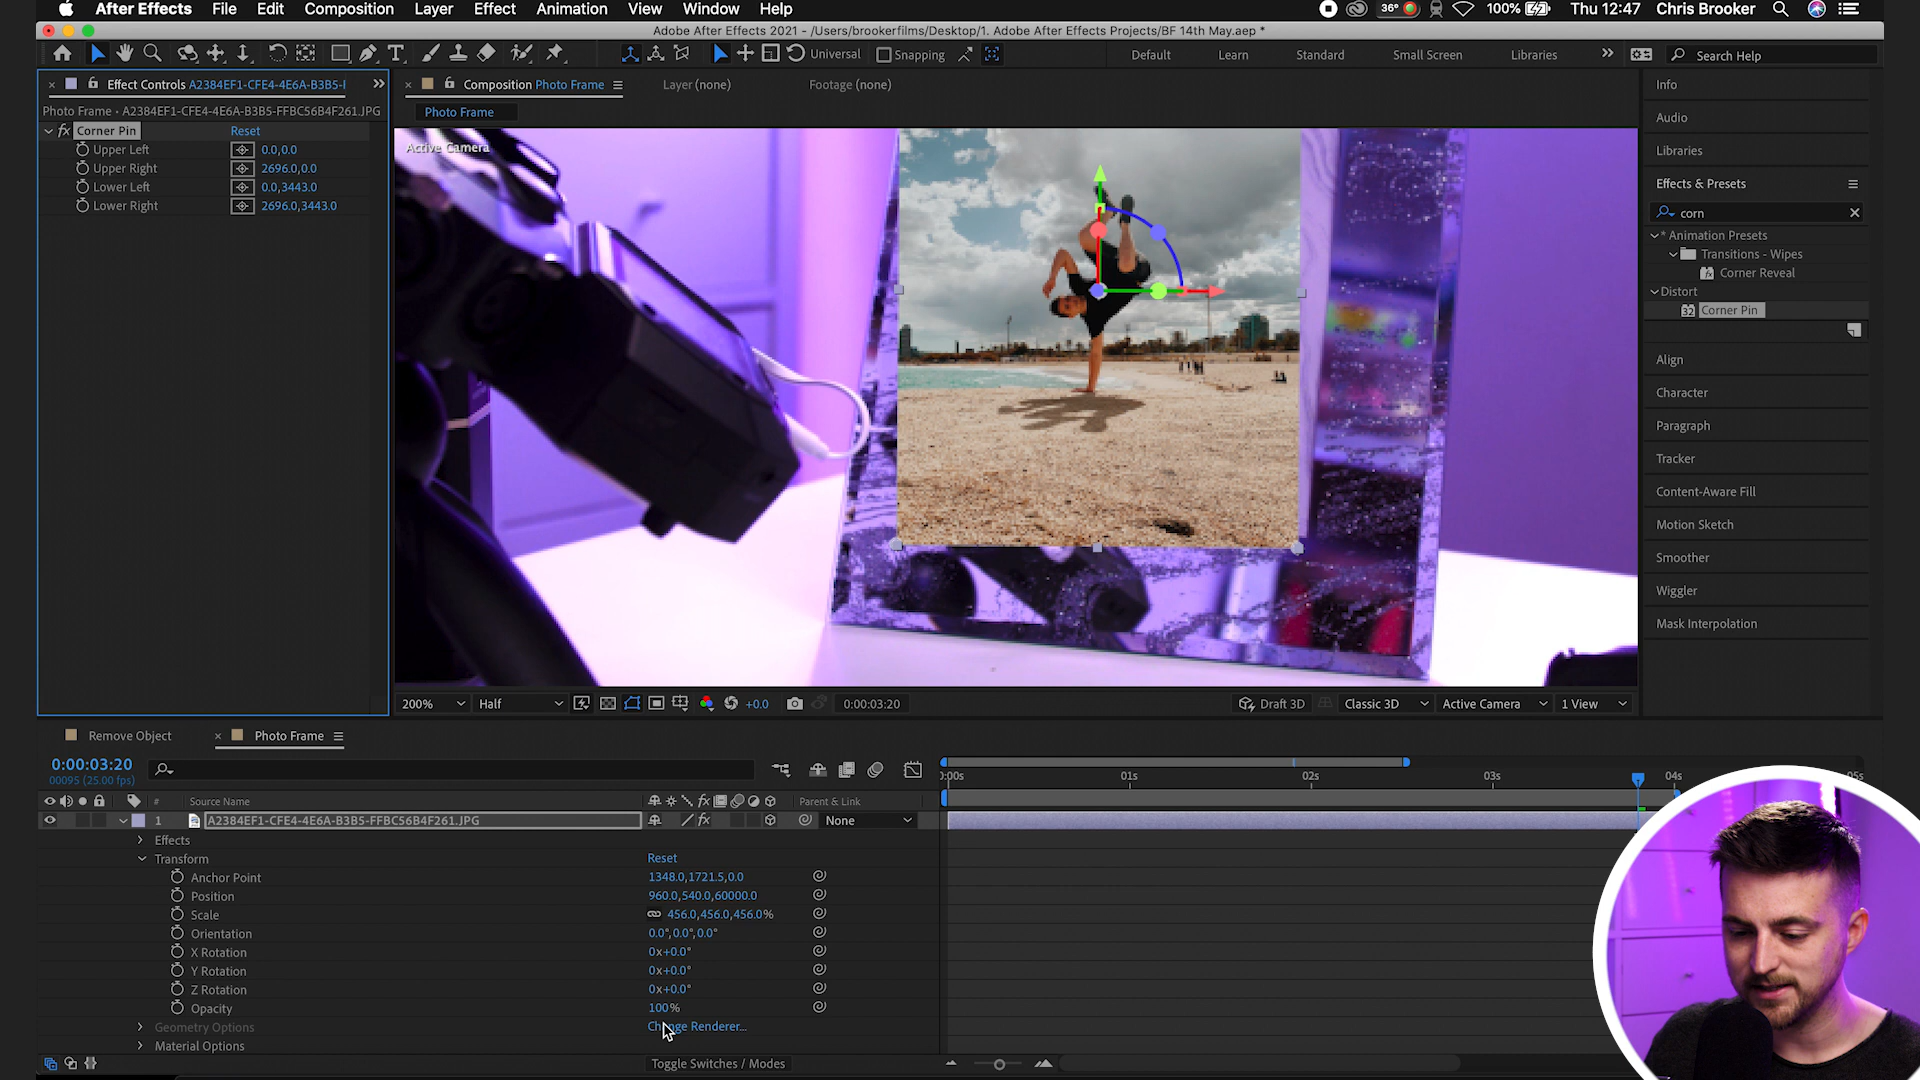 After Effects File Edit Composition Layer Effect Animation View Window Help 36° 100% Thu 12:47 Chris Brooker
Adobe After Effects 2021 - /Users/brookerfilms/Desktop/1. Adobe After Effects Projects/BF 14th May.aep *
Universal Snapping Default Learn Standard Small Screen Libraries Search Help
Effect Controls A2384EF1-CFE4-4E6A-B3B5-F
Composition Photo Frame Layer (none) Footage (none)
Photo Frame • A2384EF1-CFE4-4E6A-B3B5-FFBC56B4F261.JPG
Photo Frame
fx Corner Pin Reset
Upper Left 0.0,0.0
Upper Right 2696.0,0.0
Lower Left 0.0,3443.0
Lower Right 2696.0,3443.0
Active Camera
200% Half +0.0 0:00:03:20 Draft 3D Classic 3D Active Camera 1 View
Info
Audio
Libraries
Effects & Presets
corn
* Animation Presets
Transitions - Wipes
Corner Reveal
Distort
32 Corner Pin
Align
Character
Paragraph
Tracker
Content-Aware Fill
Motion Sketch
Smoother
Wiggler
Mask Interpolation
Remove Object Photo Frame
0:00:03:20
00095 (25.00 fps)
:00s 01s 02s 03s 04s 05s
# Source Name fx Parent & Link
1 A2384EF1-CFE4-4E6A-B3B5-FFBC56B4F261.JPG fx None
Effects
Transform Reset
Anchor Point 1348.0,1721.5,0.0
Position 960.0,540.0,60000.0
Scale 456.0,456.0,456.0%
Orientation 0.0°,0.0°,0.0°
X Rotation 0x+0.0°
Y Rotation 0x+0.0°
Z Rotation 0x+0.0°
Opacity 100%
Geometry Options Change Renderer...
Material Options
Toggle Switches / Modes